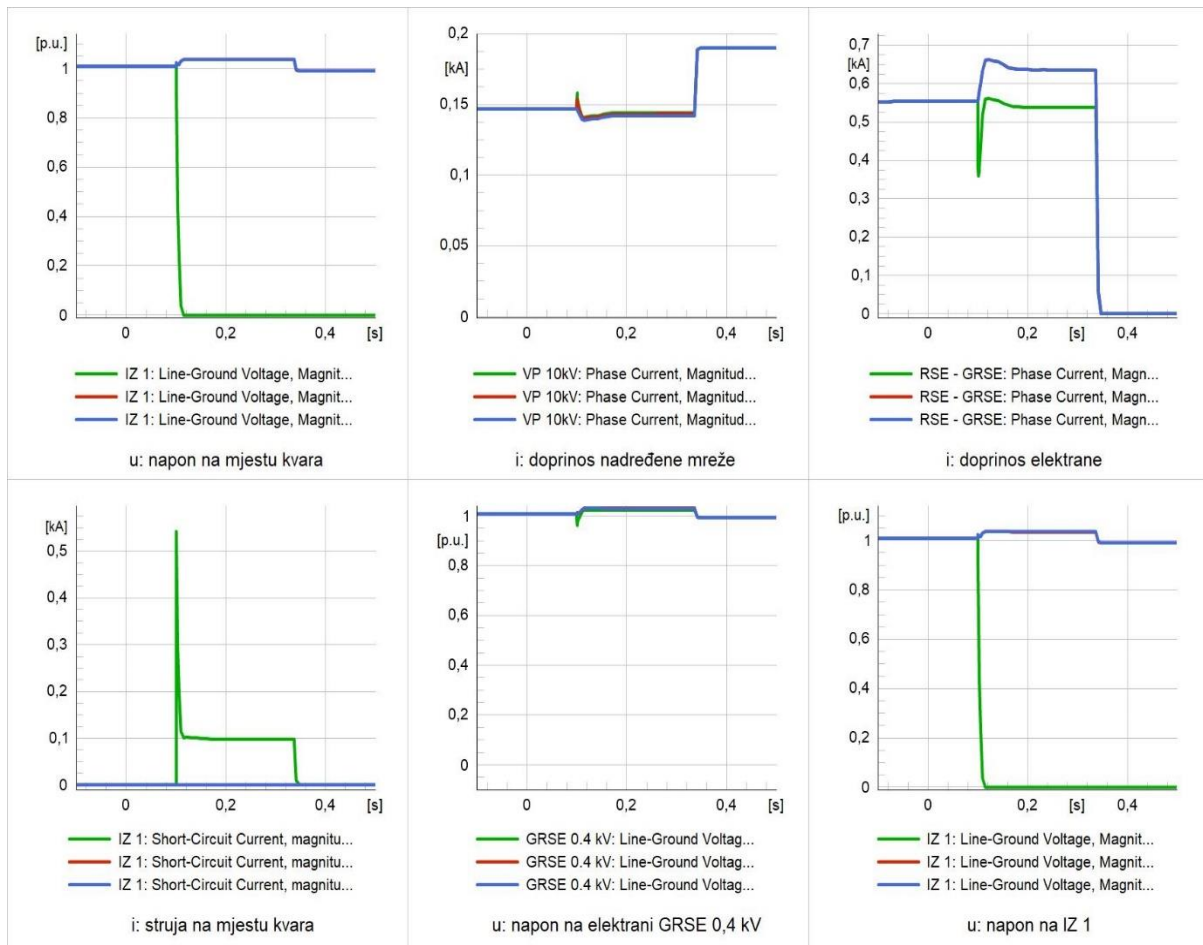 [p.u.]
1
0,8
0,6
0,4
0,2
0
0 0,2 0,4 [s]
IZ 1: Line-Ground Voltage, Magnit...
IZ 1: Line-Ground Voltage, Magnit...
IZ 1: Line-Ground Voltage, Magnit...
u: napon na mjestu kvara
0,2
[kA]
0,15
0,1
0,05
0
0 0,2 0,4 [s]
VP 10kV: Phase Current, Magnitud...
VP 10kV: Phase Current, Magnitud...
VP 10kV: Phase Current, Magnitud...
i: doprinos nadređene mreže
0,7
[kA]
0,6
0,5
0,4
0,3
0,2
0,1
0
0 0,2 [s] 0,4
RSE - GRSE: Phase Current, Magn...
RSE - GRSE: Phase Current, Magn...
RSE - GRSE: Phase Current, Magn...
i: doprinos elektrane
[kA]
0,5
0,4
0,3
0,2
0,1
0
0 0,2 0,4 [s]
IZ 1: Short-Circuit Current, magnitu...
IZ 1: Short-Circuit Current, magnitu...
IZ 1: Short-Circuit Current, magnitu...
i: struja na mjestu kvara
1
[p.u.]
0,8
0,6
0,4
0,2
0
0 0,2 0,4 [s]
GRSE 0.4 kV: Line-Ground Voltag...
GRSE 0.4 kV: Line-Ground Voltag...
GRSE 0.4 kV: Line-Ground Voltag...
u: napon na elektrani GRSE 0,4 kV
[p.u.]
1
0,8
0,6
0,4
0,2
0
0 0,2 [s] 0,4
IZ 1: Line-Ground Voltage, Magnit...
IZ 1: Line-Ground Voltage, Magnit...
IZ 1: Line-Ground Voltage, Magnit...
u: napon na IZ 1